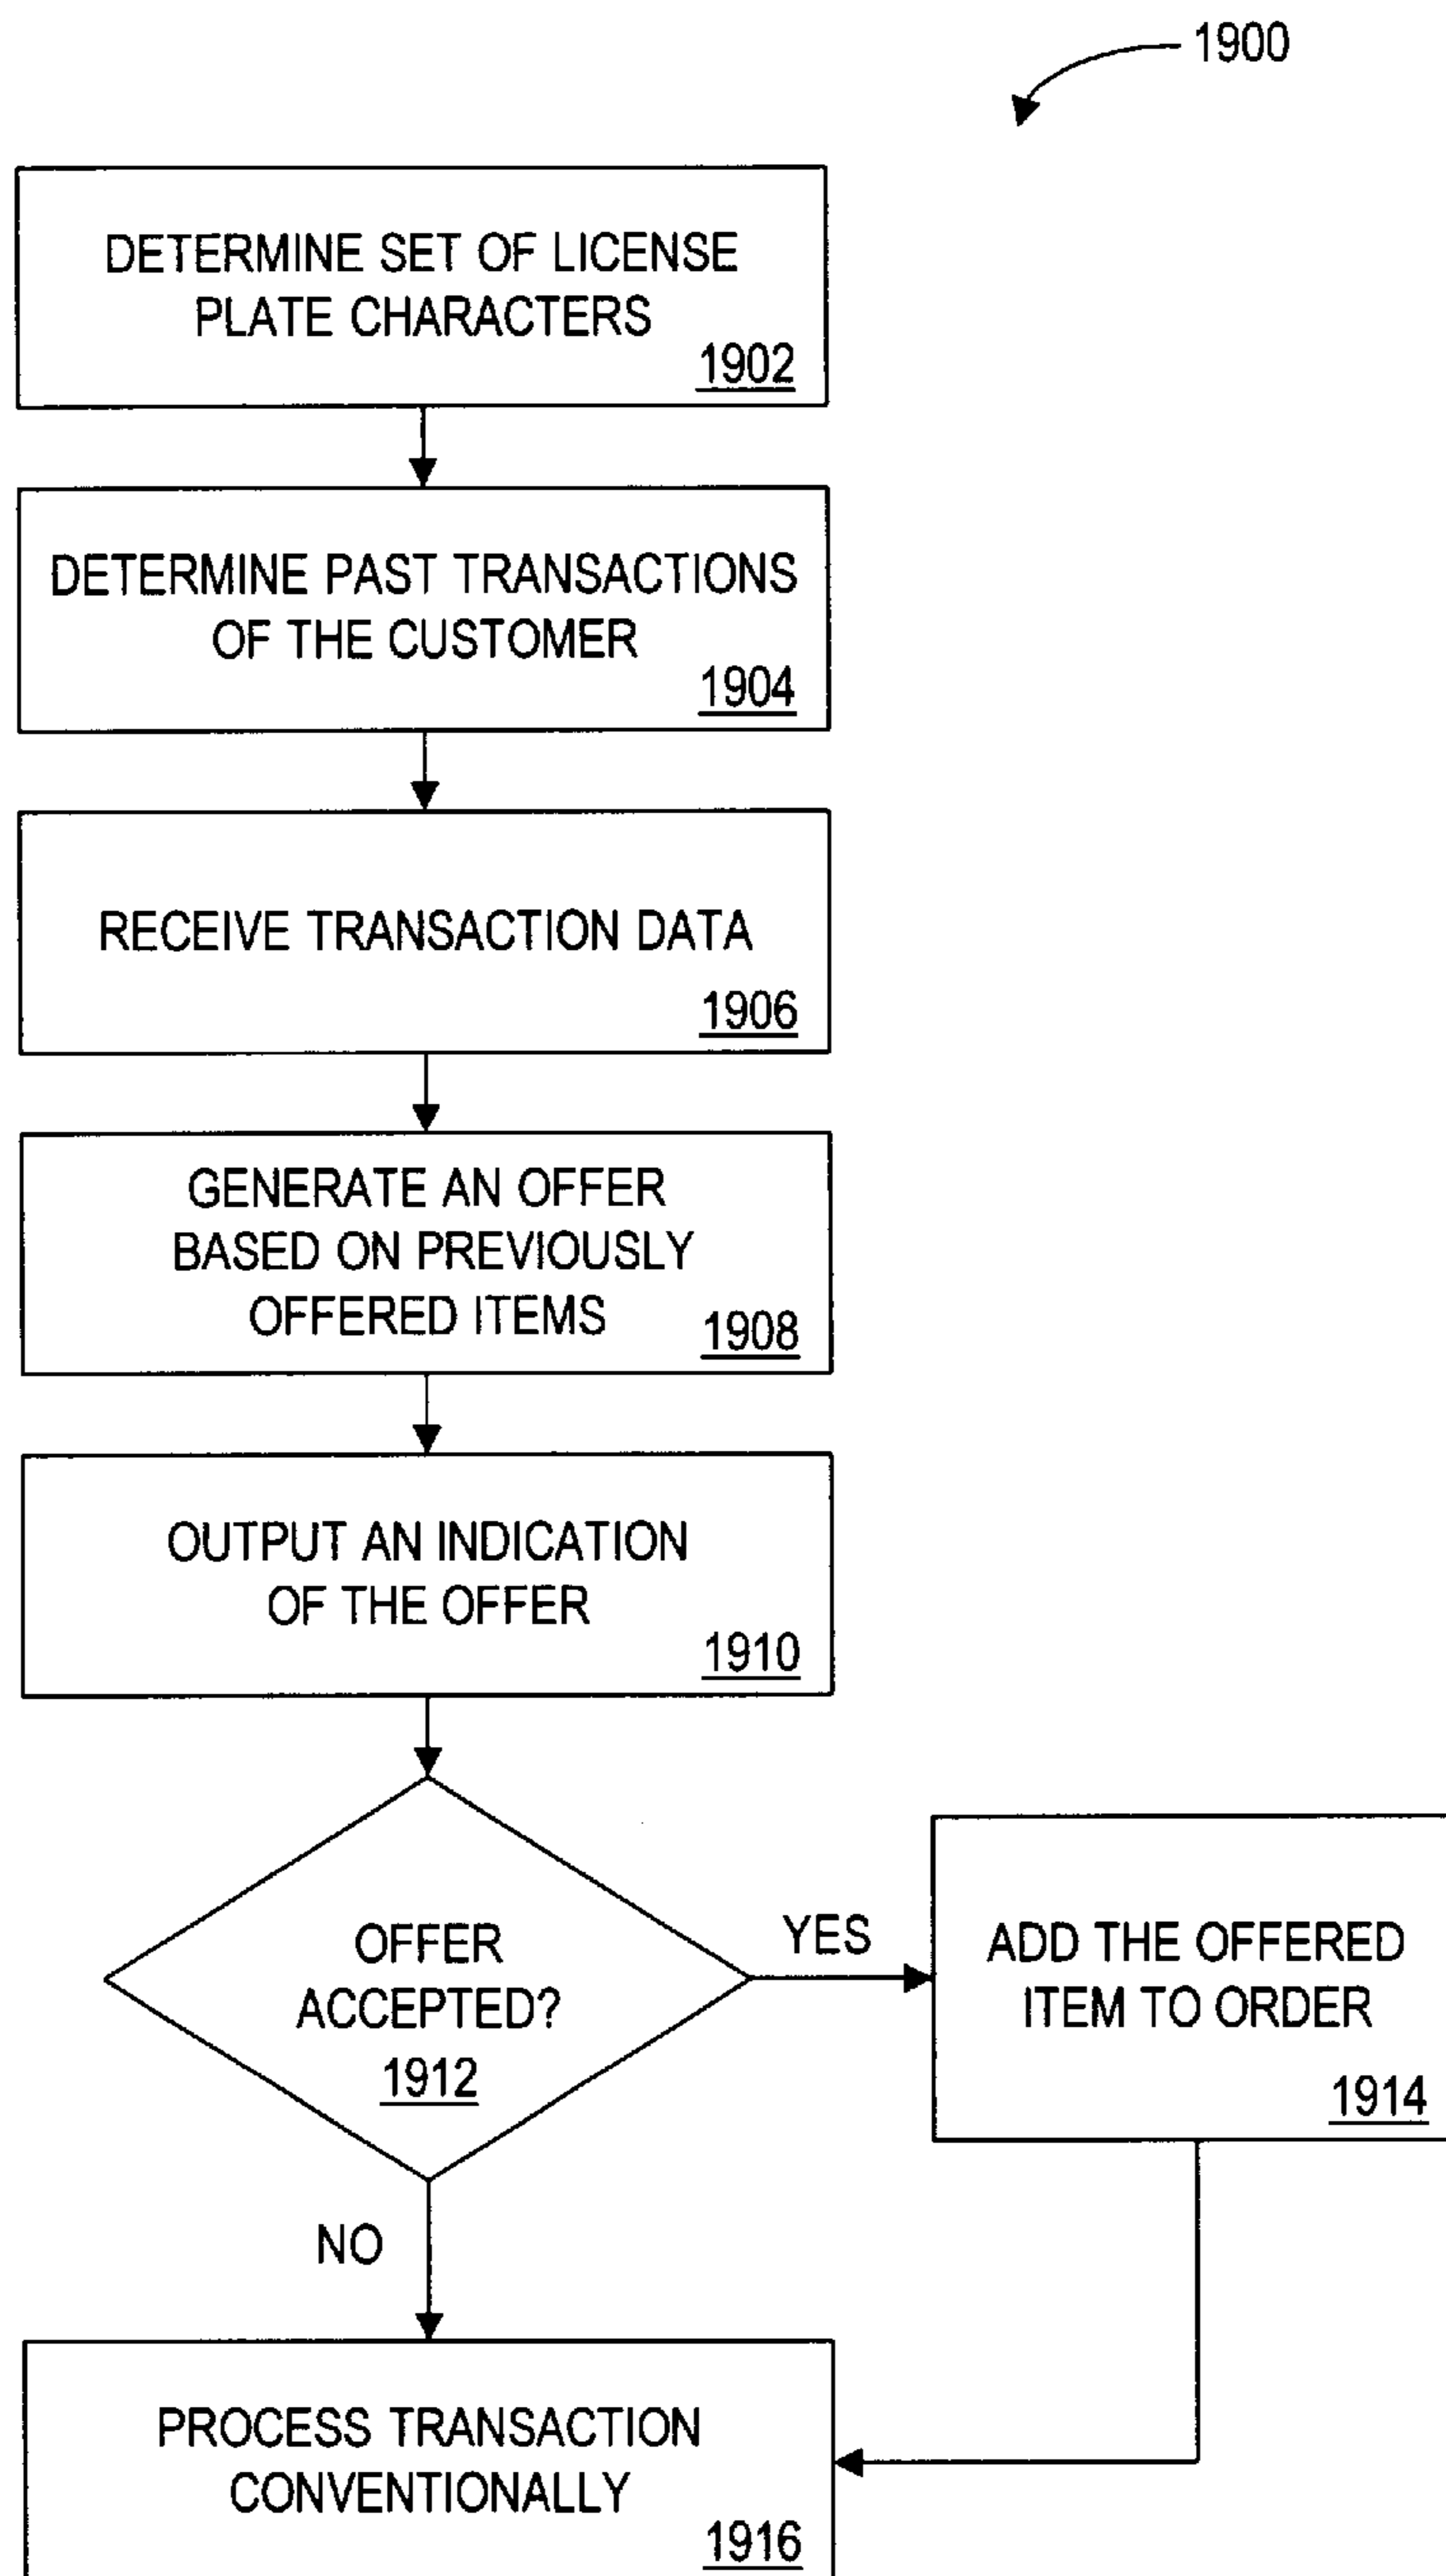 1900
DETERMINE SET OF LICENSE
PLATE CHARACTERS
1902
DETERMINE PAST TRANSACTIONS
OF THE CUSTOMER
1904
RECEIVE TRANSACTION DATA
1906
GENERATE AN OFFER
BASED ON PREVIOUSLY
OFFERED ITEMS
1908
OUTPUT AN INDICATION
OF THE OFFER
1910
OFFER
ACCEPTED?
1912
YES
ADD THE OFFERED
ITEM TO ORDER
1914
NO
PROCESS TRANSACTION
CONVENTIONALLY
1916